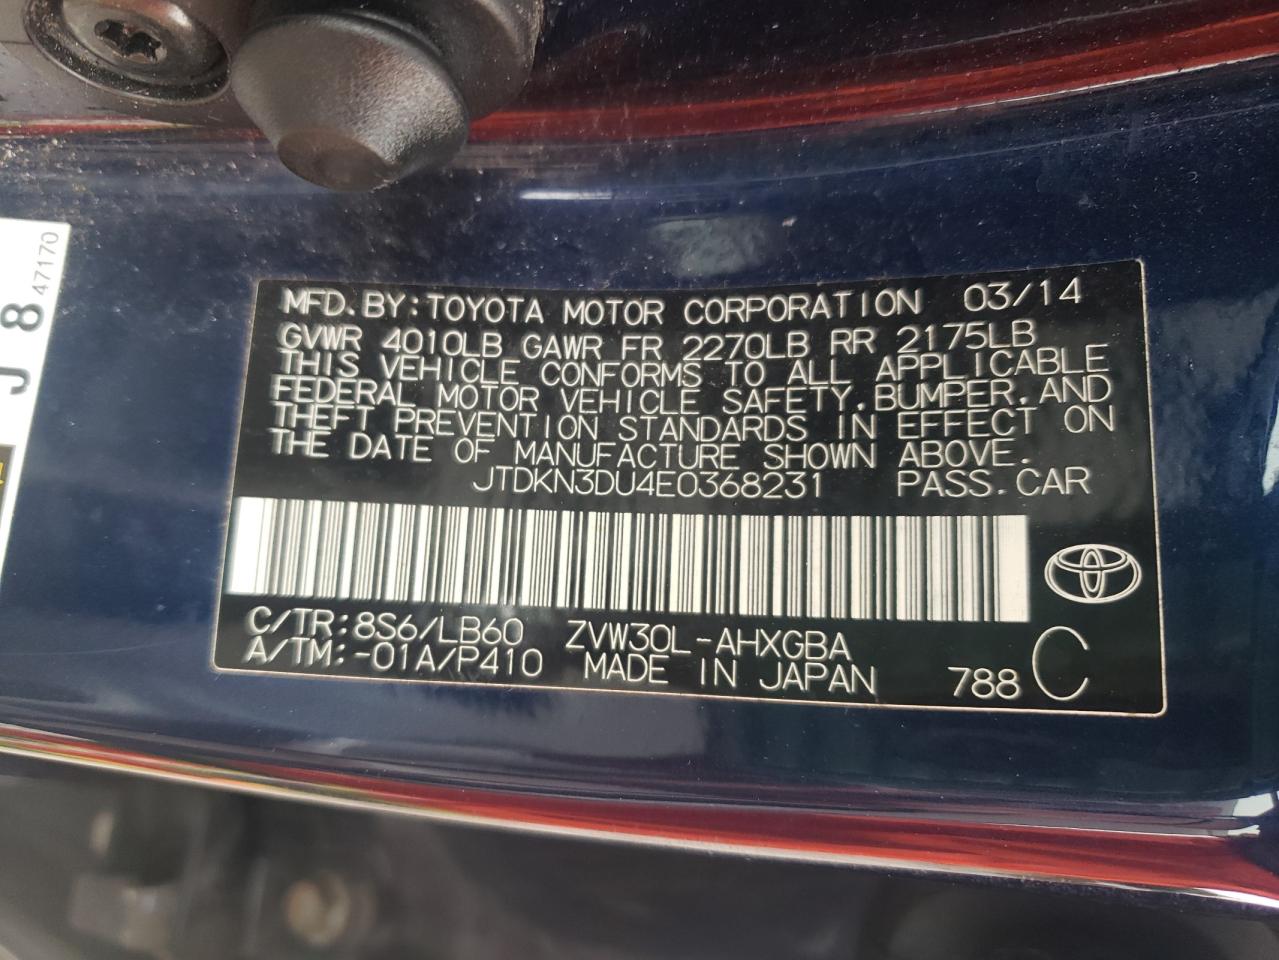 MFD.BY:TOYOTA MOTOR CORPORATION 03/14
GVWR 4010LB GAWR FR 2270LB RR 2175LB
THIS VEHICLE CONFORMS TO ALL APPLICABLE
FEDERAL MOTOR VEHICLE SAFETY,BUMPER,AND
THEFT PREVENTION STANDARDS IN EFFECT ON
THE DATE OF MANUFACTURE SHOWN ABOVE.
JTDKN3DU4E0368231 PASS.CAR
C/TR:8S6/LB60 ZVW30L-AHXGBA
A/TM:-01A/P410 MADE IN JAPAN 788 C
J 8
47170